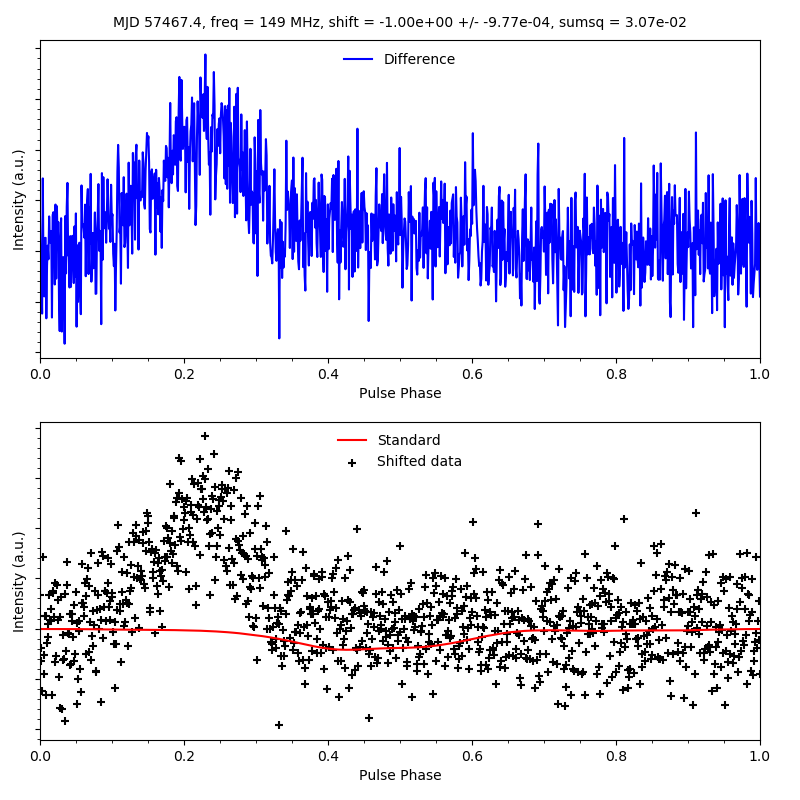 MJD 57467.4, freq = 149 MHz, shift = -1.00e+00 +/- -9.77e-04, sumsq = 3.07e-02
Difference
Intensity (a.u.)
0.0 0.2 0.4 0.6 0.8 1.0
Pulse Phase
Standard
Shifted data
Intensity (a.u.)
0.0 0.2 0.4 0.6 0.8 1.0
Pulse Phase